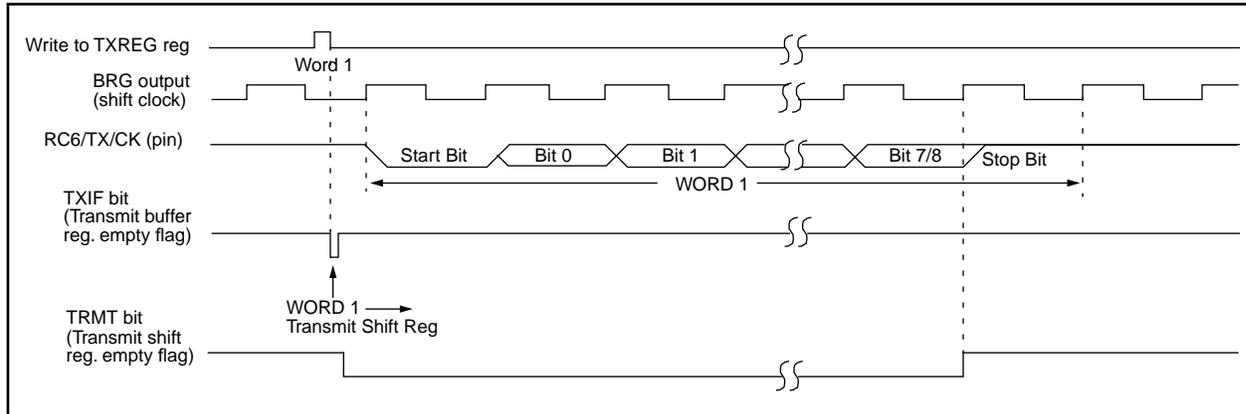 Write to TXREG reg
Word 1
BRG output
(shift clock)
RC6/TX/CK (pin)
Start Bit
Bit 0
Bit 1
Bit 7/8
Stop Bit
WORD 1
TXIF bit
(Transmit buffer
reg. empty flag)
WORD 1
Transmit Shift Reg
TRMT bit
(Transmit shift
reg. empty flag)